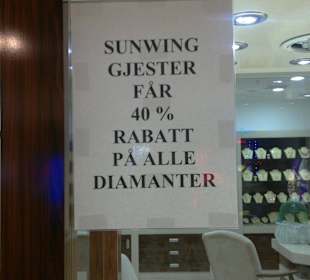 SUNWING
GJESTER
FÅR
40 %
RABATT
PÅ ALLE
DIAMANTER